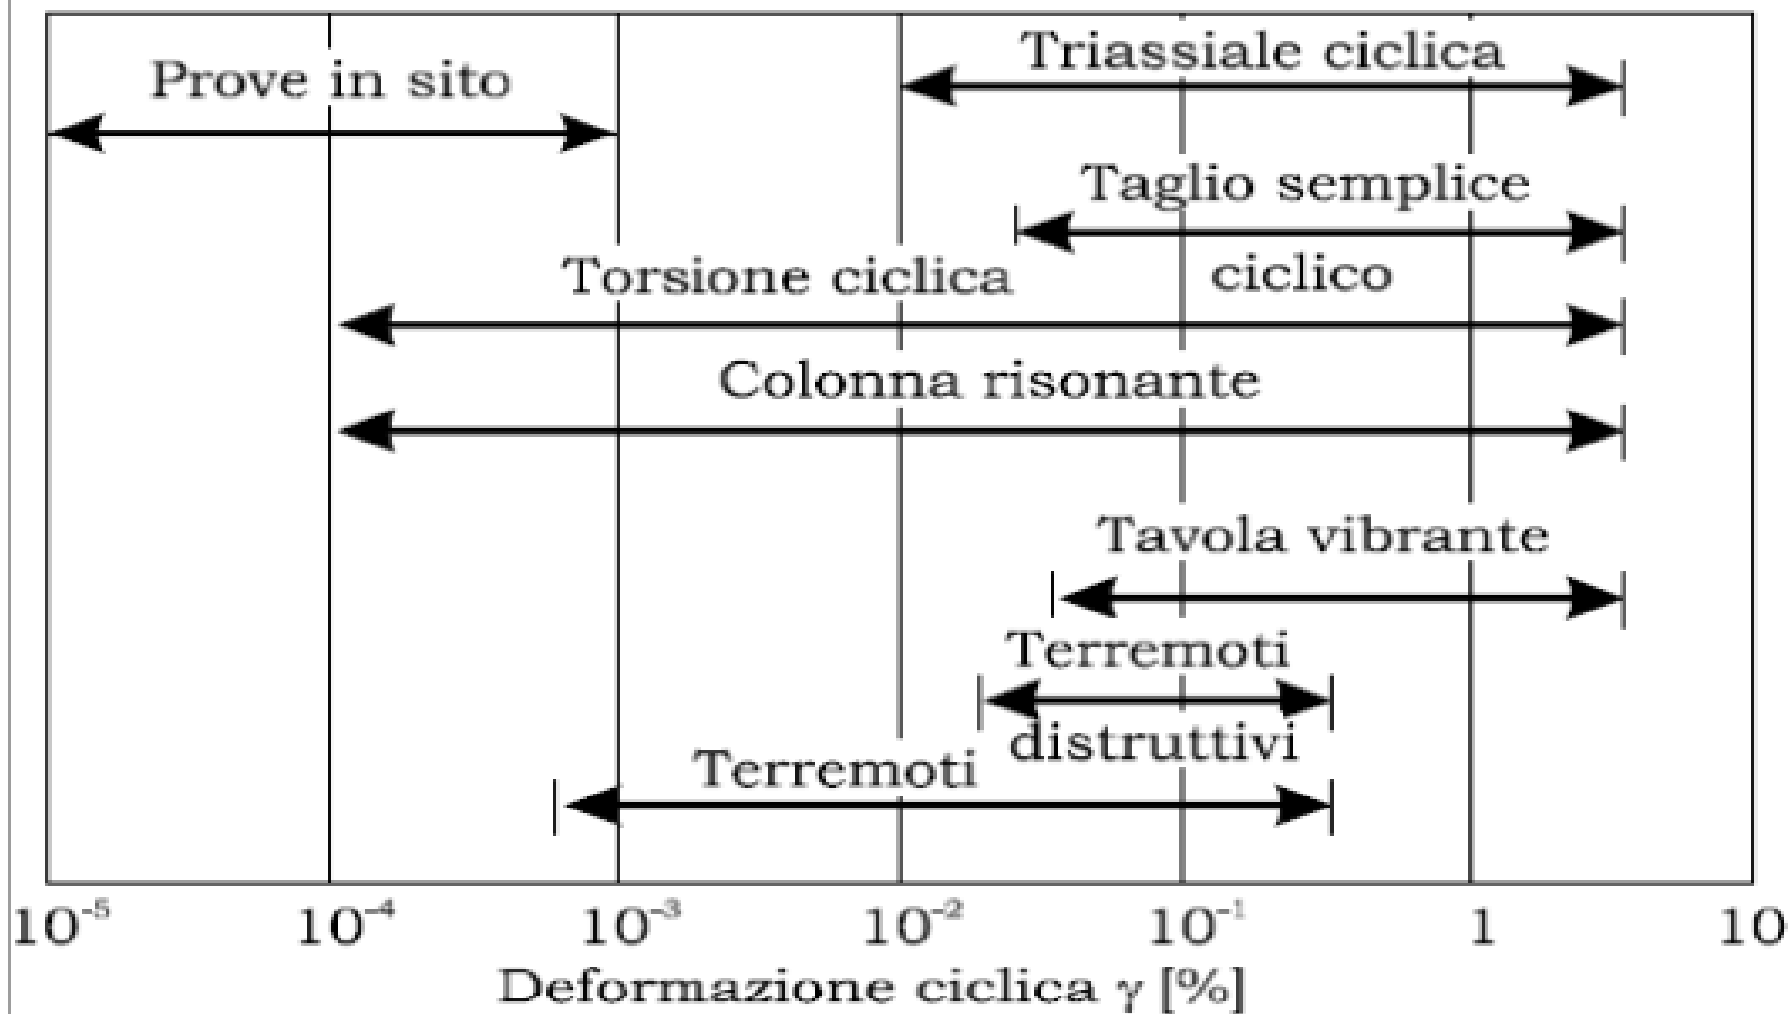 Triassiale ciclica
Prove in sito
Taglio semplice
ciclico
Torsione ciclica
Colonna risonante
Tavola vibrante
Terremoti
distruttivi
Terremoti
10⁻⁵ 10⁻⁴ 10⁻³ 10⁻² 10⁻¹ 1 10
Deformazione ciclica γ [%]